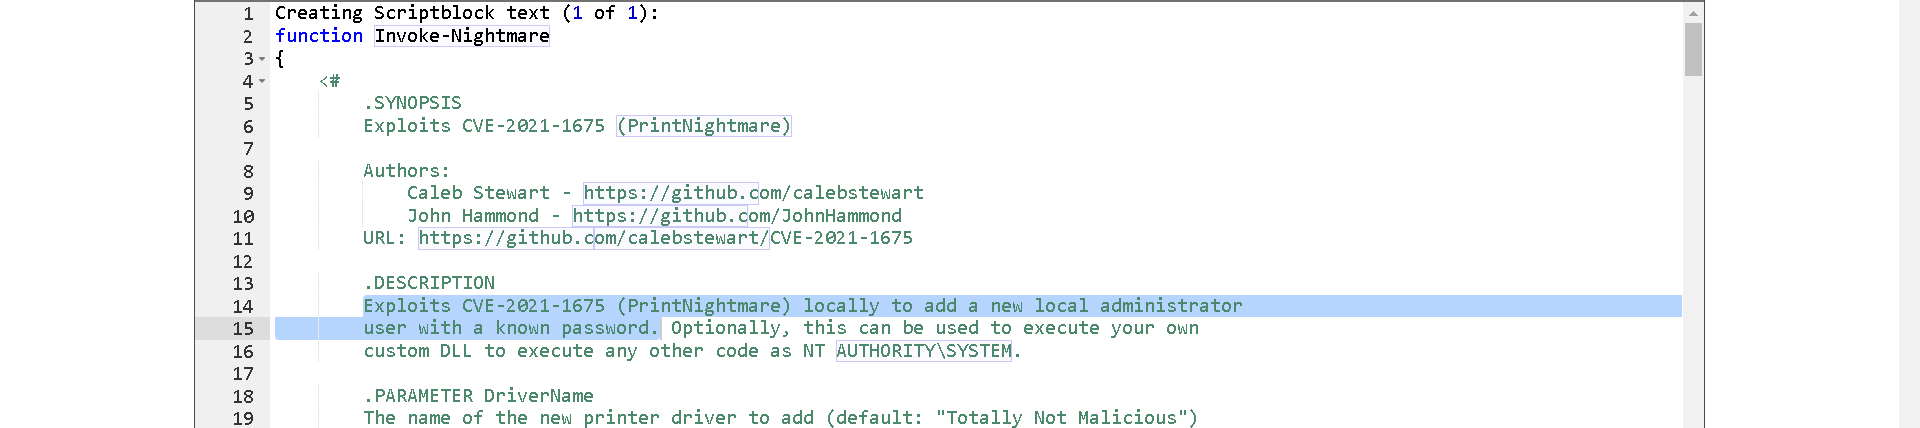 1 Creating Scriptblock text (1 of 1):
2 function Invoke-Nightmare
3 {
4 <#
5 .SYNOPSIS
6 Exploits CVE-2021-1675 (PrintNightmare)
7
8 Authors:
9 Caleb Stewart - https://github.com/calebstewart
10 John Hammond - https://github.com/JohnHammond
11 URL: https://github.com/calebstewart/CVE-2021-1675
12
13 .DESCRIPTION
14 Exploits CVE-2021-1675 (PrintNightmare) locally to add a new local administrator
15 user with a known password. Optionally, this can be used to execute your own
16 custom DLL to execute any other code as NT AUTHORITY\SYSTEM.
17
18 .PARAMETER DriverName
19 The name of the new printer driver to add (default: "Totally Not Malicious")